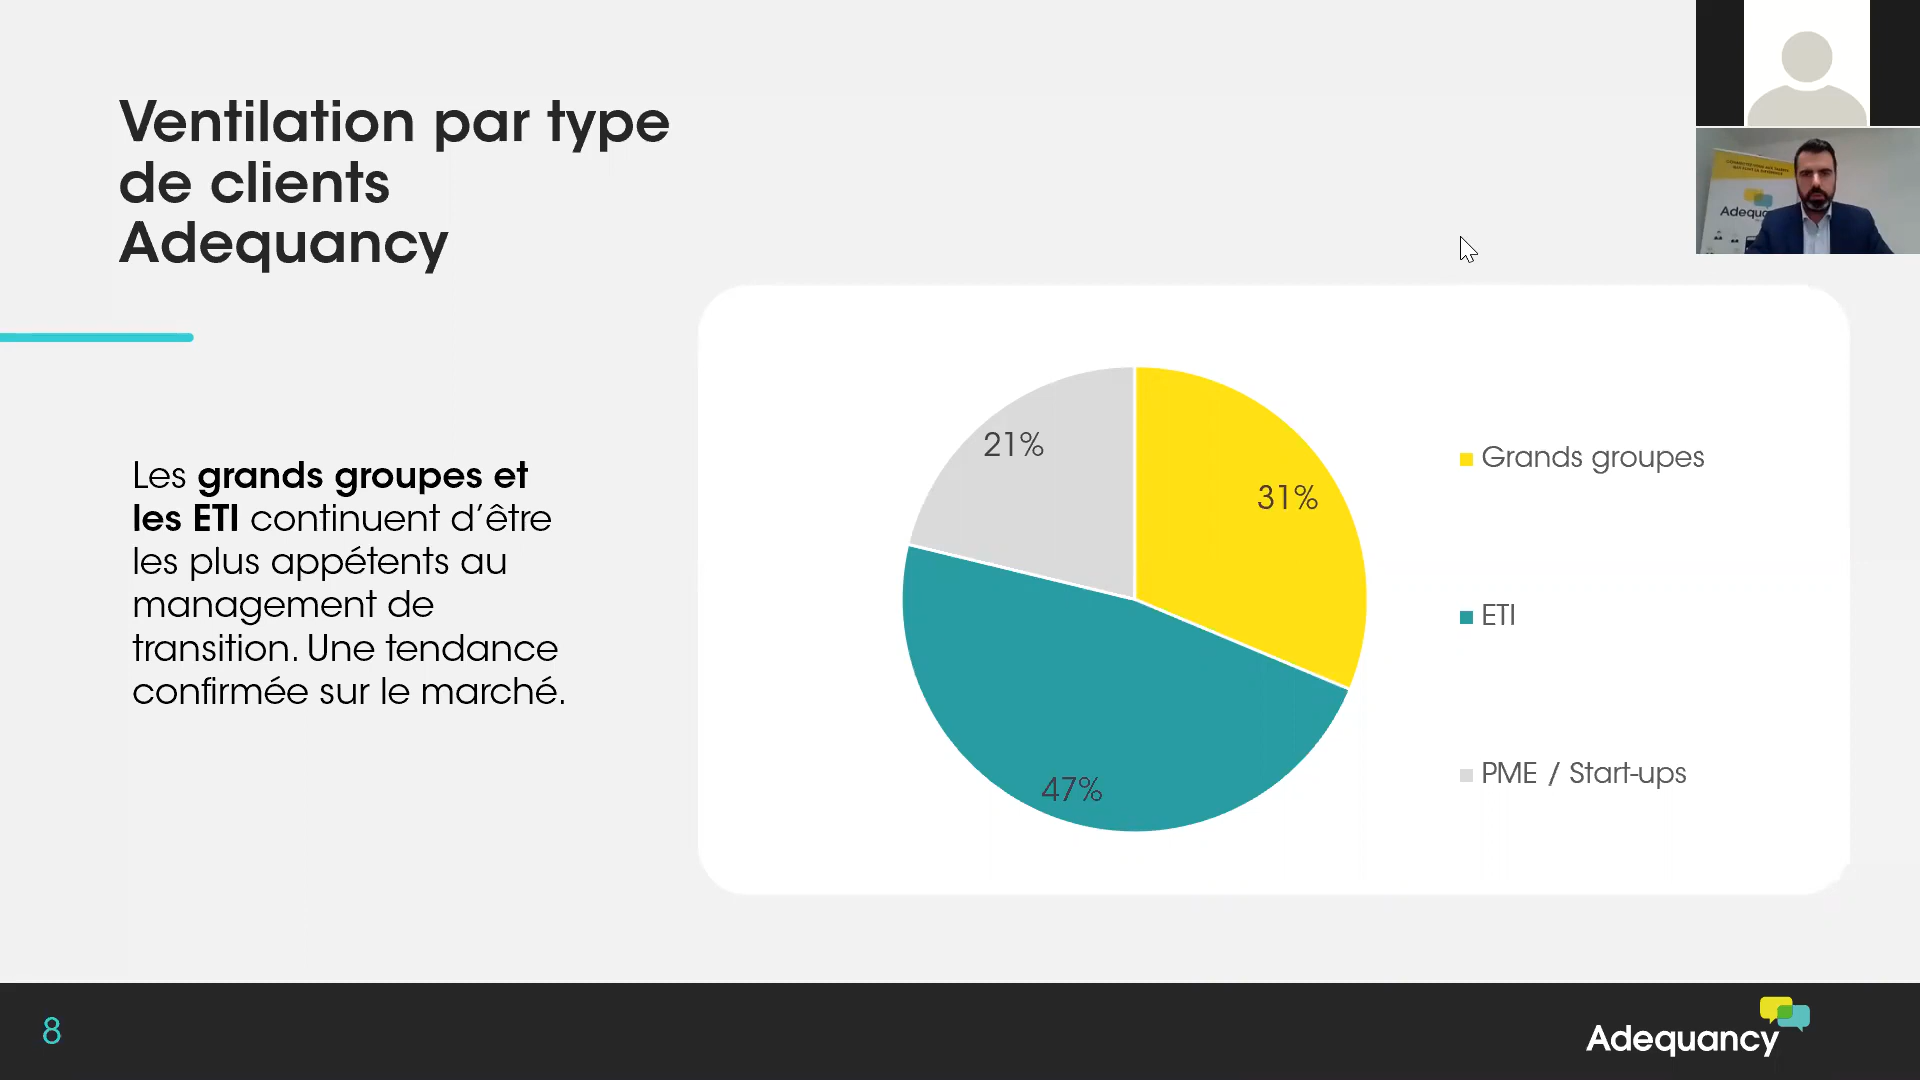 Ventilation par type
de clients
Adequancy
Les grands groupes et
les ETI continuent d’être
les plus appétents au
management de
transition. Une tendance
confirmée sur le marché.
21%
31%
47%
Grands groupes
ETI
PME / Start-ups
8
Adequancy